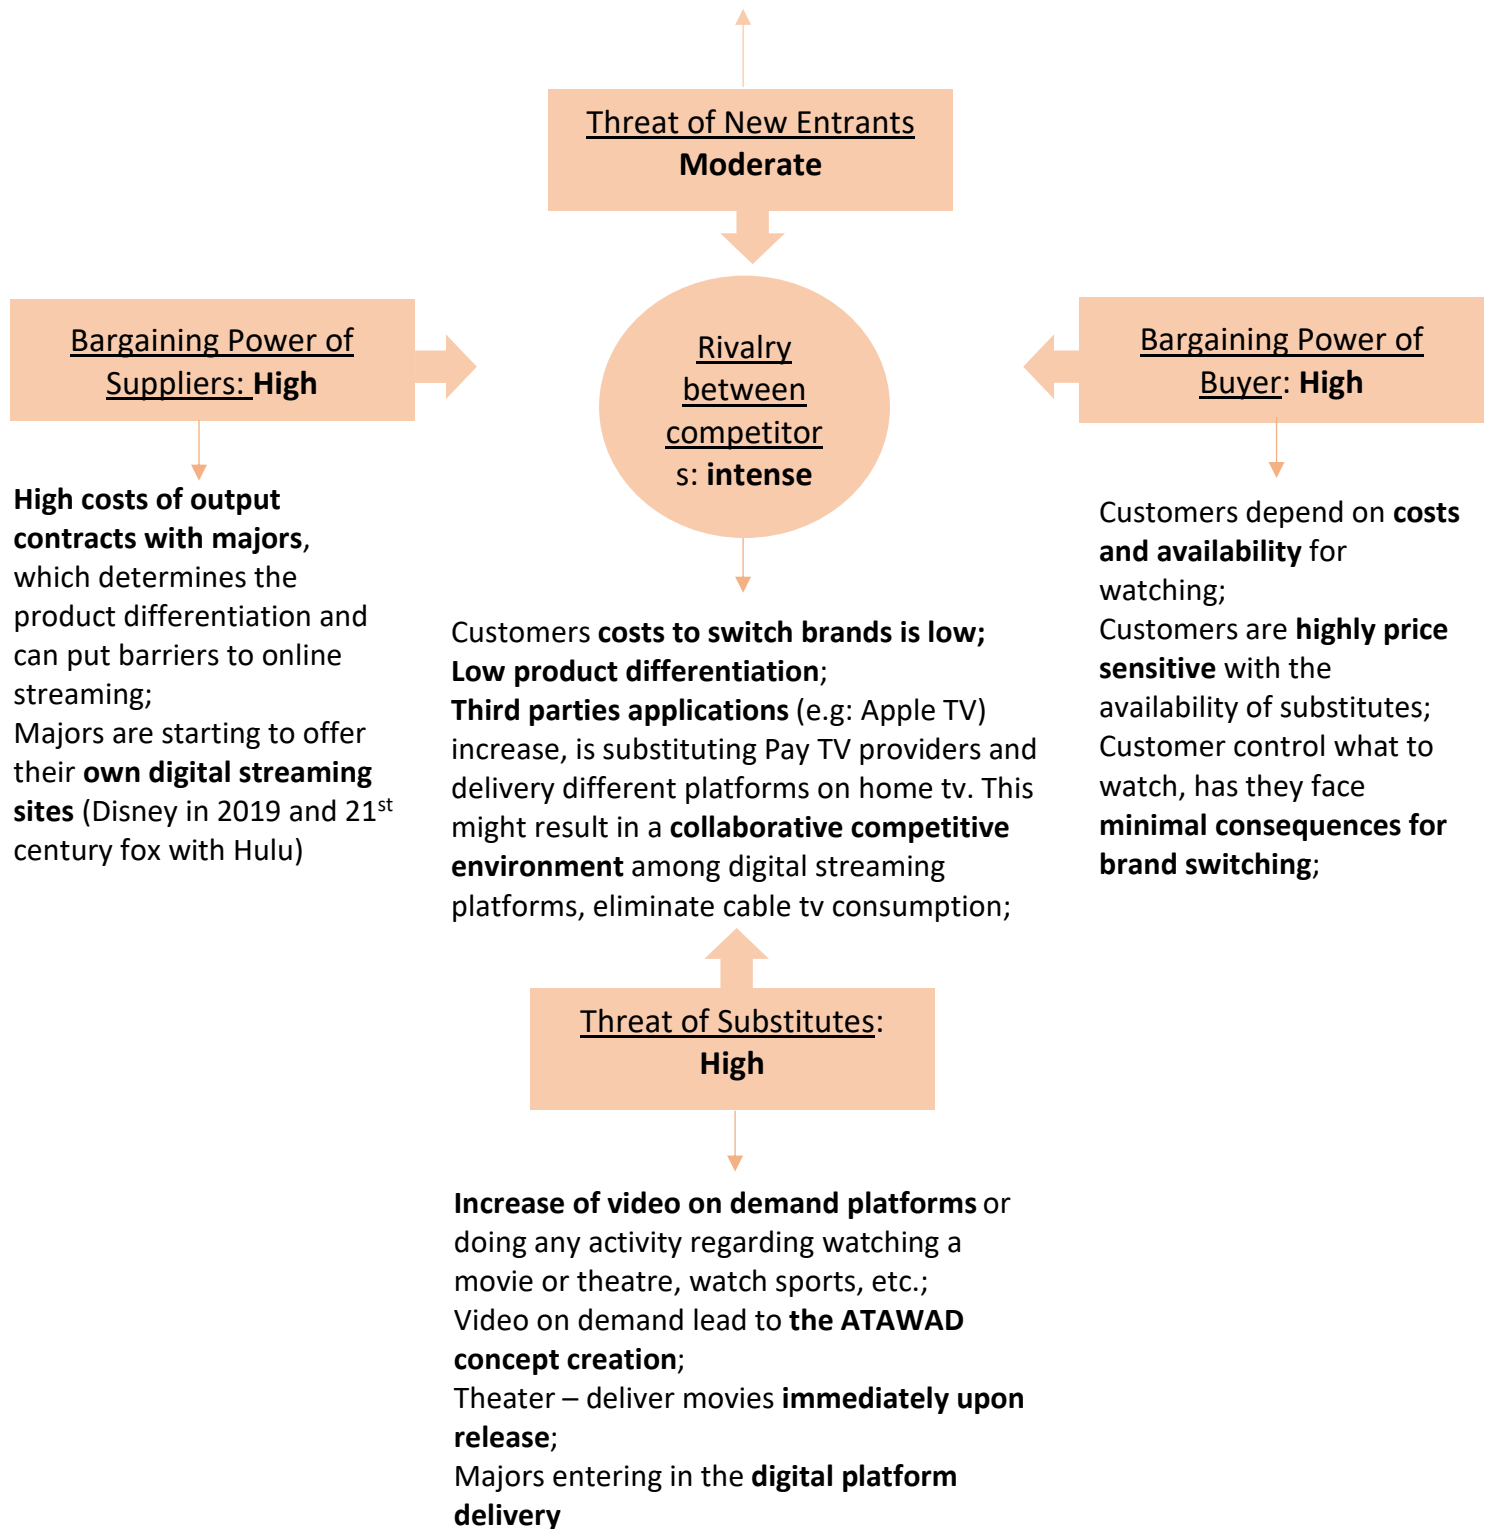 Threat of New Entrants
Moderate
Bargaining Power of
Suppliers: High
Rivalry
between
competitor
s: intense
Bargaining Power of
Buyer: High
High costs of output
contracts with majors,
which determines the
product differentiation and
can put barriers to online
streaming;
Majors are starting to offer
their own digital streaming
sites (Disney in 2019 and 21st
century fox with Hulu)
Customers costs to switch brands is low;
Low product differentiation;
Third parties applications (e.g: Apple TV)
increase, is substituting Pay TV providers and
delivery different platforms on home tv. This
might result in a collaborative competitive
environment among digital streaming
platforms, eliminate cable tv consumption;
Customers depend on costs
and availability for
watching;
Customers are highly price
sensitive with the
availability of substitutes;
Customer control what to
watch, has they face
minimal consequences for
brand switching;
Threat of Substitutes:
High
Increase of video on demand platforms or
doing any activity regarding watching a
movie or theatre, watch sports, etc.;
Video on demand lead to the ATAWAD
concept creation;
Theater – deliver movies immediately upon
release;
Majors entering in the digital platform
delivery